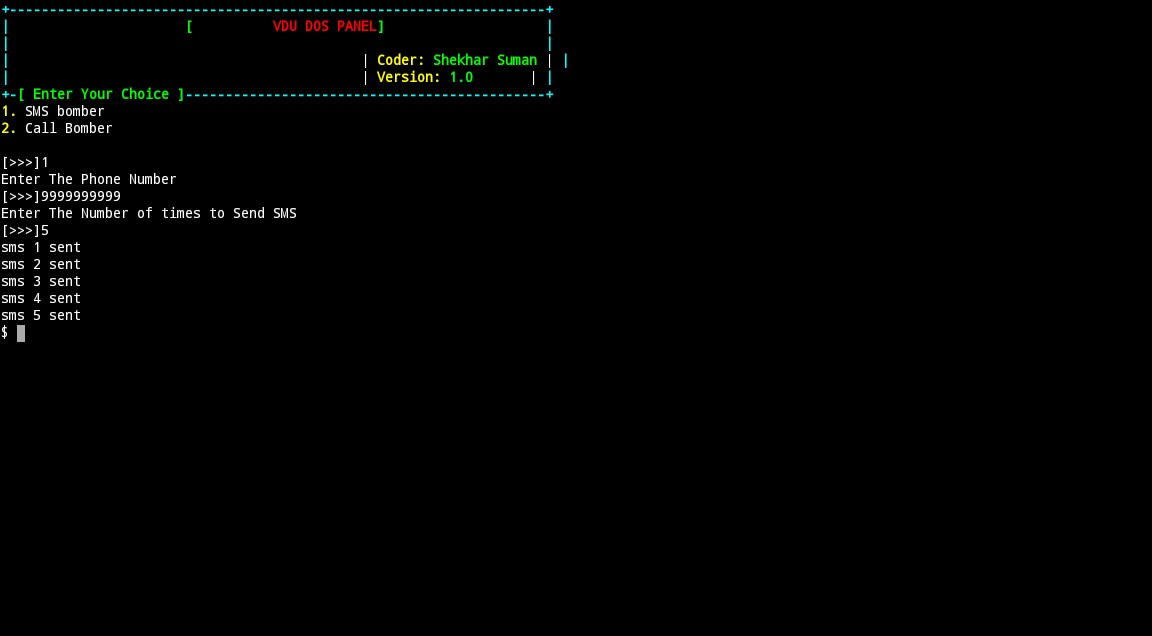 +-------------------------------------------------------------------+
|                      [          VDU DOS PANEL]                    |
|                                                                   |
|                                            | Coder: Shekhar Suman | |
|                                            | Version: 1.0       | |
+-[ Enter Your Choice ]---------------------------------------------+
1. SMS bomber
2. Call Bomber
[>>>]1
Enter The Phone Number
[>>>]9999999999
Enter The Number of times to Send SMS
[>>>]5
sms 1 sent
sms 2 sent
sms 3 sent
sms 4 sent
sms 5 sent
$